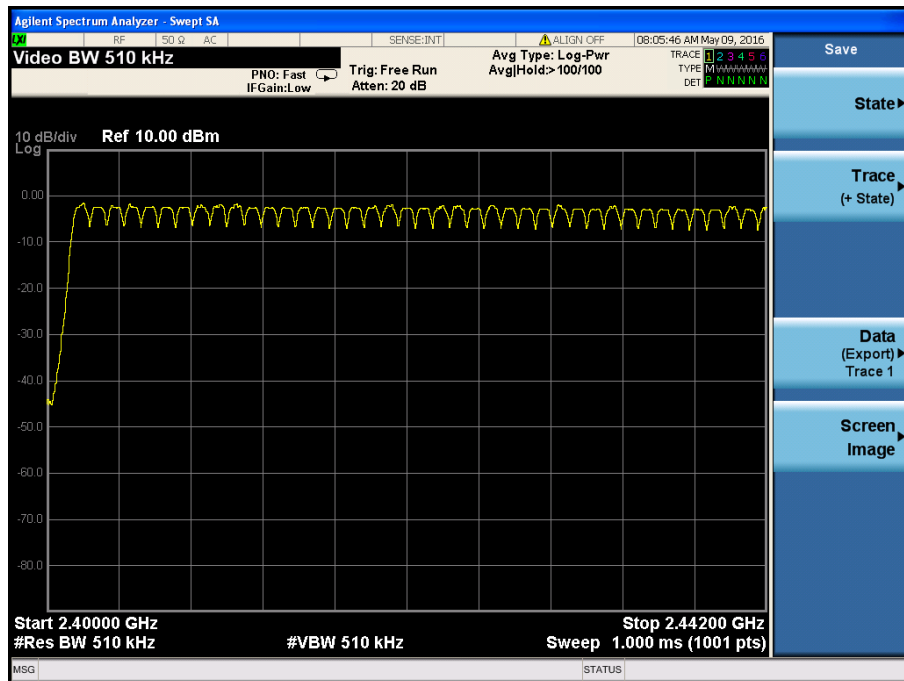 Agilent Spectrum Analyzer - Swept SA
LXI RF 50 Ω AC SENSE:INT ALIGN OFF 08:05:46 AM May 09, 2016
Video BW 510 kHz
PNO: Fast
IFGain:Low
Trig: Free Run
Atten: 20 dB
Avg Type: Log-Pwr
Avg|Hold:> 100/100
TRACE 1 2 3 4 5 6
TYPE M W W W W W
DET P N N N N N
10 dB/div Ref 10.00 dBm
Log
0.00
-10.0
-20.0
-30.0
-40.0
-50.0
-60.0
-70.0
-80.0
Start 2.40000 GHz Stop 2.44200 GHz
#Res BW 510 kHz #VBW 510 kHz Sweep 1.000 ms (1001 pts)
MSG STATUS
Save
State
Trace
(+ State)
Data
(Export)
Trace 1
Screen
Image